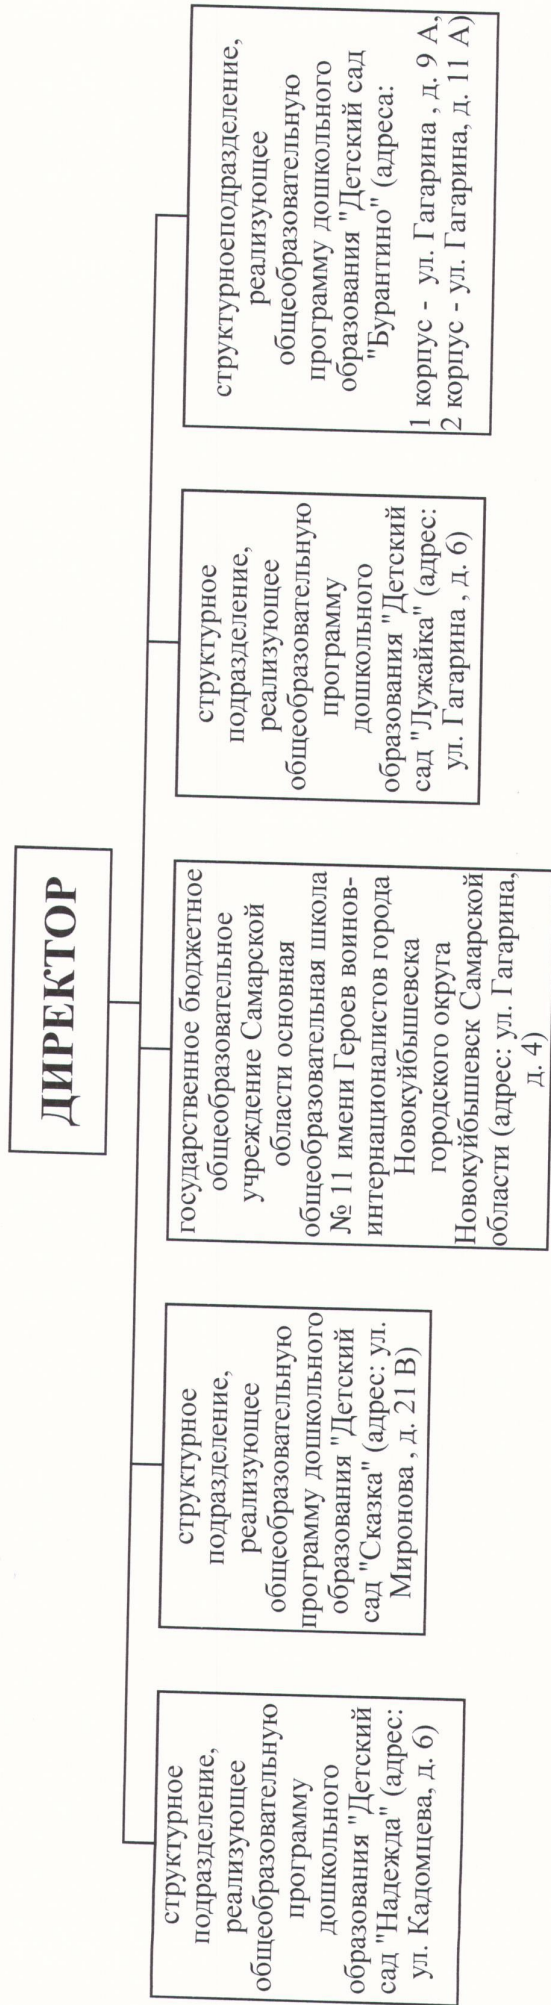 ДИРЕКТОР
структурное
подразделение,
реализующее
общеобразовательную
программу
дошкольного
образования "Детский
сад "Надежда" (адрес:
ул. Кадомцева, д. 6)
структурное
подразделение,
реализующее
общеобразовательную
программу дошкольного
образования "Детский
сад "Сказка" (адрес: ул.
Миронова , д. 21 В)
государственное бюджетное
общеобразовательное
учреждение Самарской
области основная
общеобразовательная школа
№ 11 имени Героев воинов-
интернационалистов города
Новокуйбышевска
городского округа
Новокуйбышевск Самарской
области (адрес: ул. Гагарина,
д. 4)
структурное
подразделение,
реализующее
общеобразовательную
программу
дошкольного
образования "Детский
сад "Лужайка" (адрес:
ул. Гагарина , д. 6)
структурноеподразделение,
реализующее
общеобразовательную
программу дошкольного
образования "Детский сад
"Бурантино" (адреса:
1 корпус - ул. Гагарина , д. 9 А,
2 корпус - ул. Гагарина, д. 11 А)